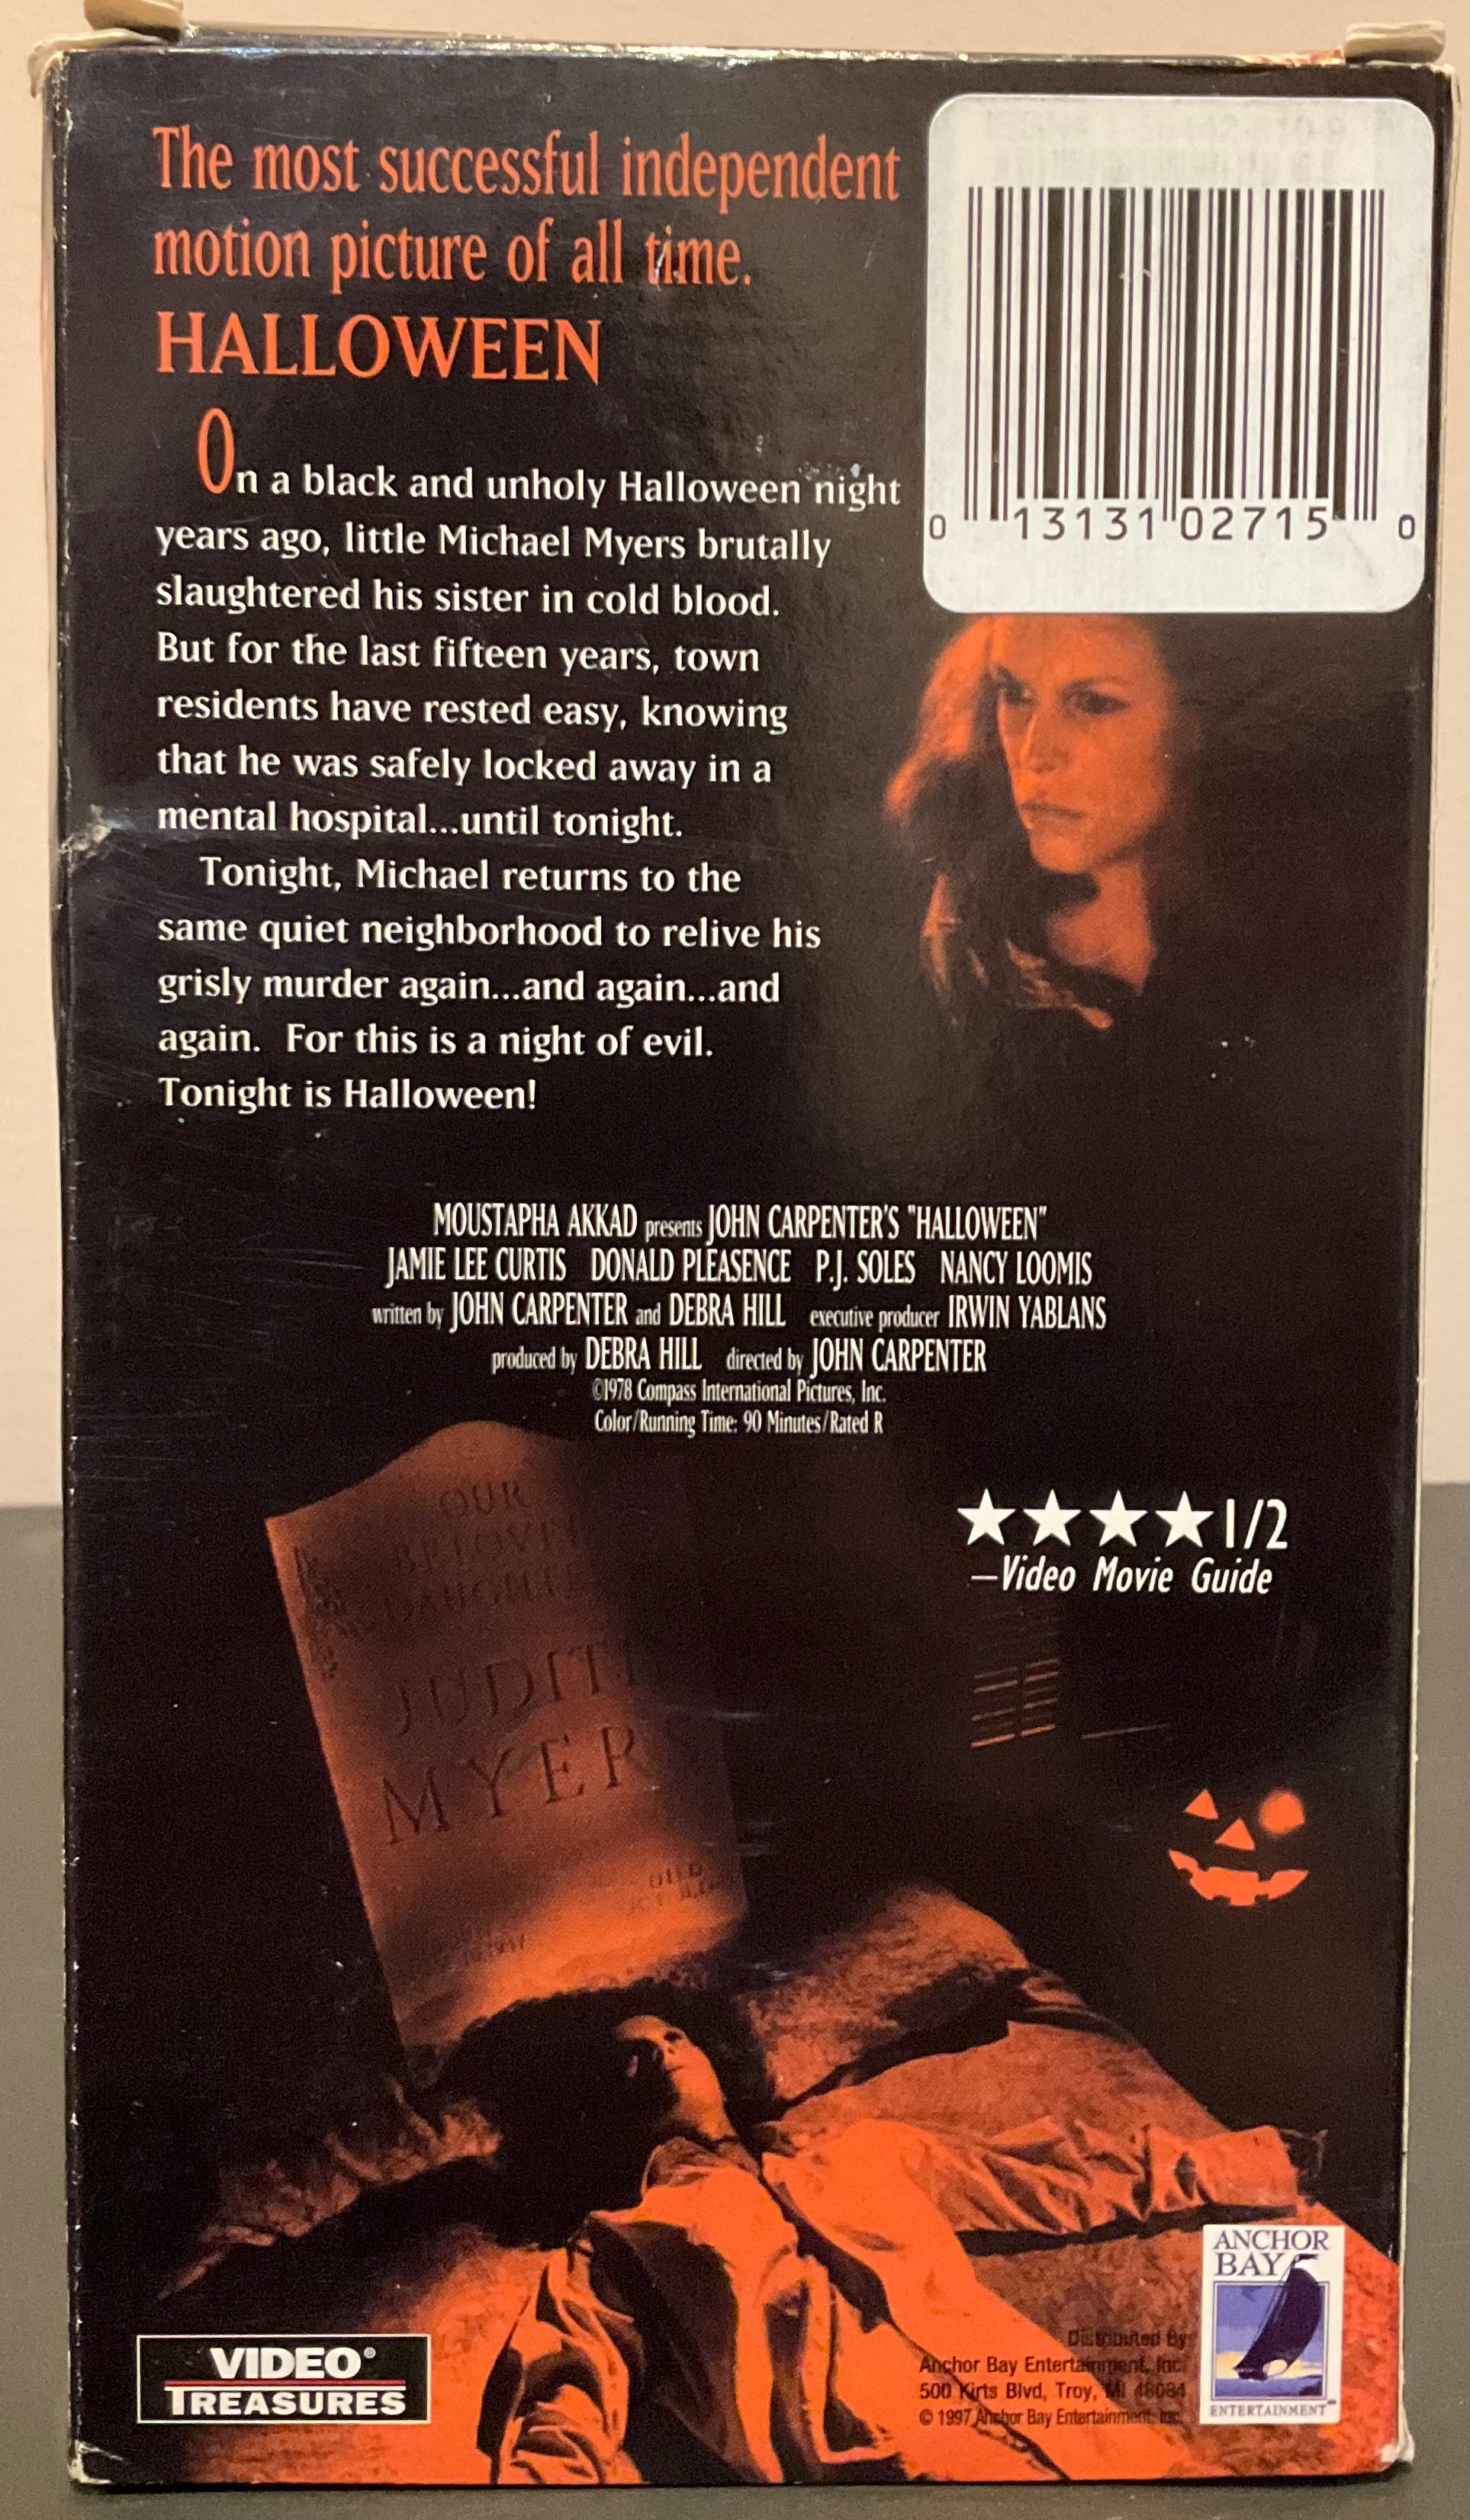 The most successful independent
motion picture of all time.
HALLOWEEN
On a black and unholy Halloween night
years ago, little Michael Myers brutally
slaughtered his sister in cold blood.
But for the last fifteen years, town
residents have rested easy, knowing
that he was safely locked away in a
mental hospital...until tonight.
Tonight, Michael returns to the
same quiet neighborhood to relive his
grisly murder again...and again...and
again. For this is a night of evil.
Tonight is Halloween!
0 13131 02715 0
MOUSTAPHA AKKAD presents JOHN CARPENTER'S "HALLOWEEN"
JAMIE LEE CURTIS DONALD PLEASENCE P.J. SOLES NANCY LOOMIS
written by JOHN CARPENTER and DEBRA HILL executive producer IRWIN YABLANS
produced by DEBRA HILL directed by JOHN CARPENTER
©1978 Compass International Pictures, Inc.
Color/Running Time: 90 Minutes/Rated R
★★★★1/2
—Video Movie Guide
OUR
JUDITH
MYER
DIED
VIDEO®
TREASURES
Distributed By
Anchor Bay Entertainment, Inc.
500 Kirts Blvd, Troy, MI 48084
© 1997 Anchor Bay Entertainment, Inc.
ANCHOR
BAY
ENTERTAINMENT™